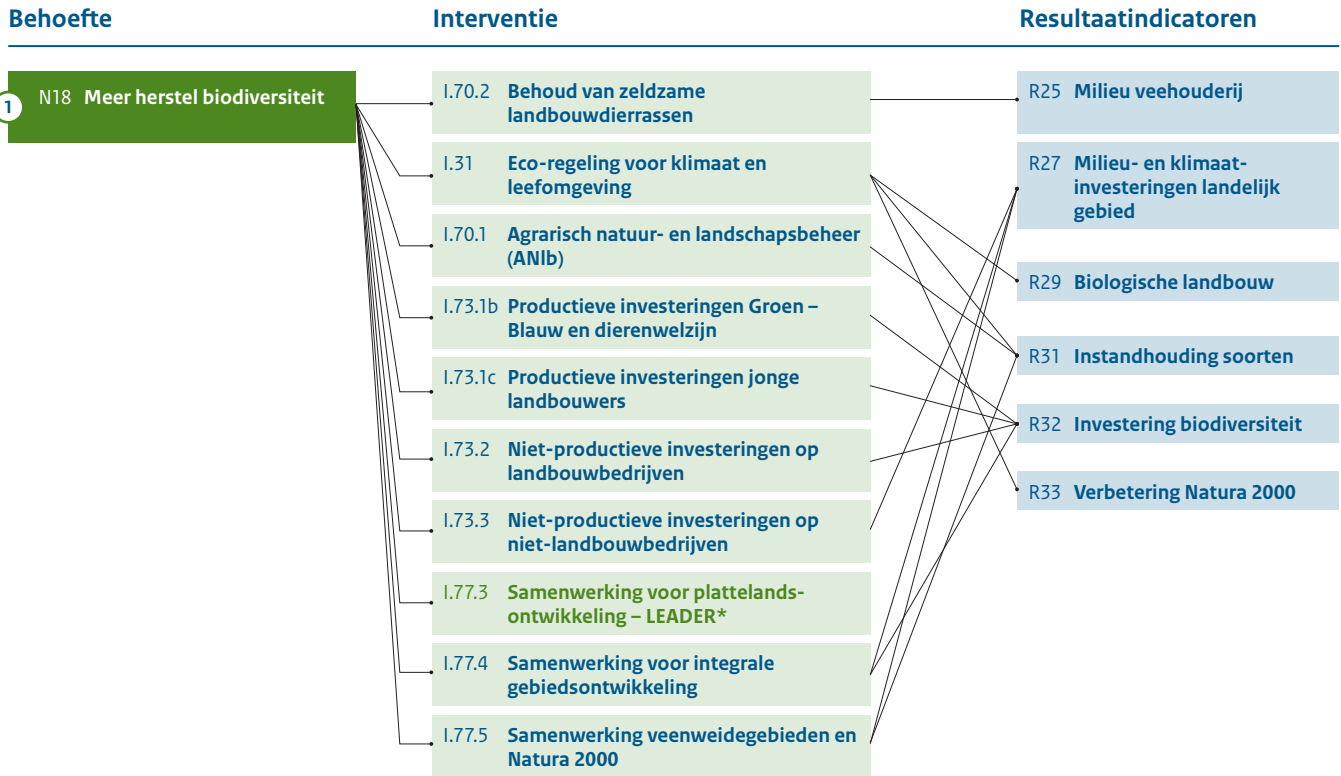 Behoefte
Interventie
Resultaatindicatoren
1
N18 Meer herstel biodiversiteit
I.70.2 Behoud van zeldzame
landbouwdierrassen
I.31 Eco-regeling voor klimaat en
leefomgeving
I.70.1 Agrarisch natuur- en landschapsbeheer
(ANlb)
I.73.1b Productieve investeringen Groen –
Blauw en dierenwelzijn
I.73.1c Productieve investeringen jonge
landbouwers
I.73.2 Niet-productieve investeringen op
landbouwbedrijven
I.73.3 Niet-productieve investeringen op
niet-landbouwbedrijven
I.77.3 Samenwerking voor plattelands-
ontwikkeling – LEADER*
I.77.4 Samenwerking voor integrale
gebiedsontwikkeling
I.77.5 Samenwerking veenweidegebieden en
Natura 2000
R25 Milieu veehouderij
R27 Milieu- en klimaat-
investeringen landelijk
gebied
R29 Biologische landbouw
R31 Instandhouding soorten
R32 Investering biodiversiteit
R33 Verbetering Natura 2000